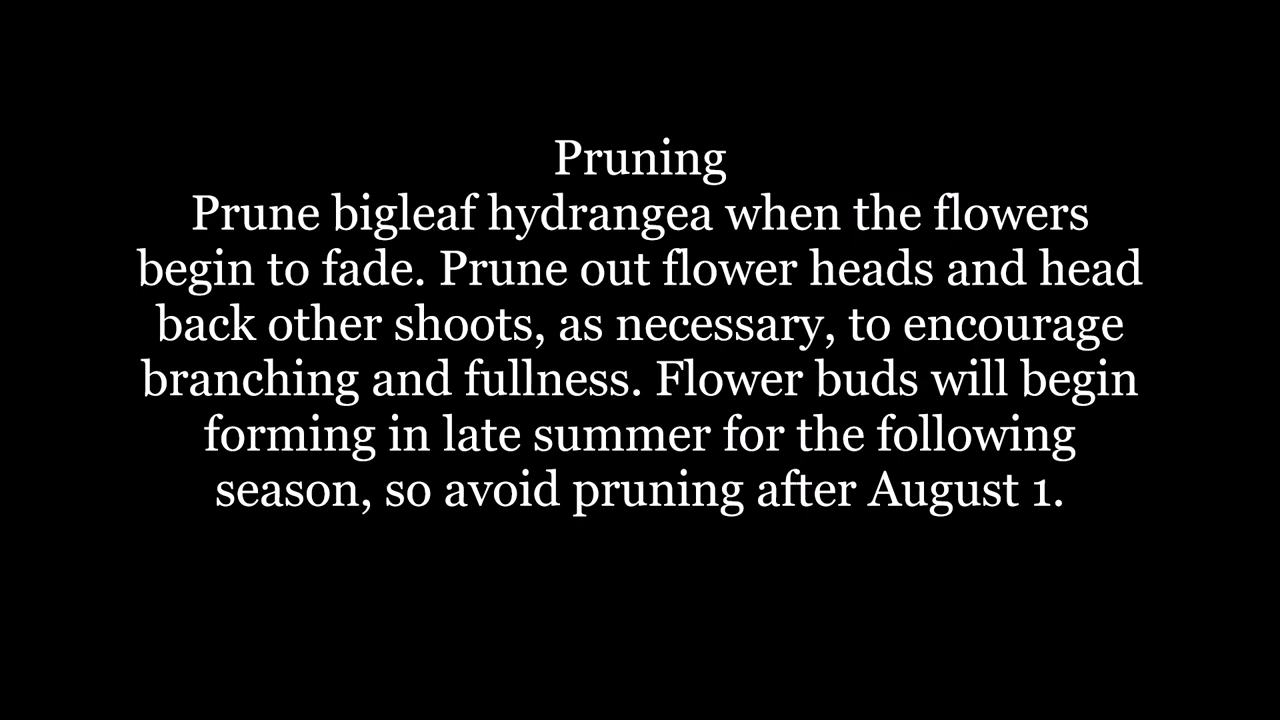 Pruning
Prune bigleaf hydrangea when the flowers
begin to fade. Prune out flower heads and head
back other shoots, as necessary, to encourage
branching and fullness. Flower buds will begin
forming in late summer for the following
season, so avoid pruning after August 1.